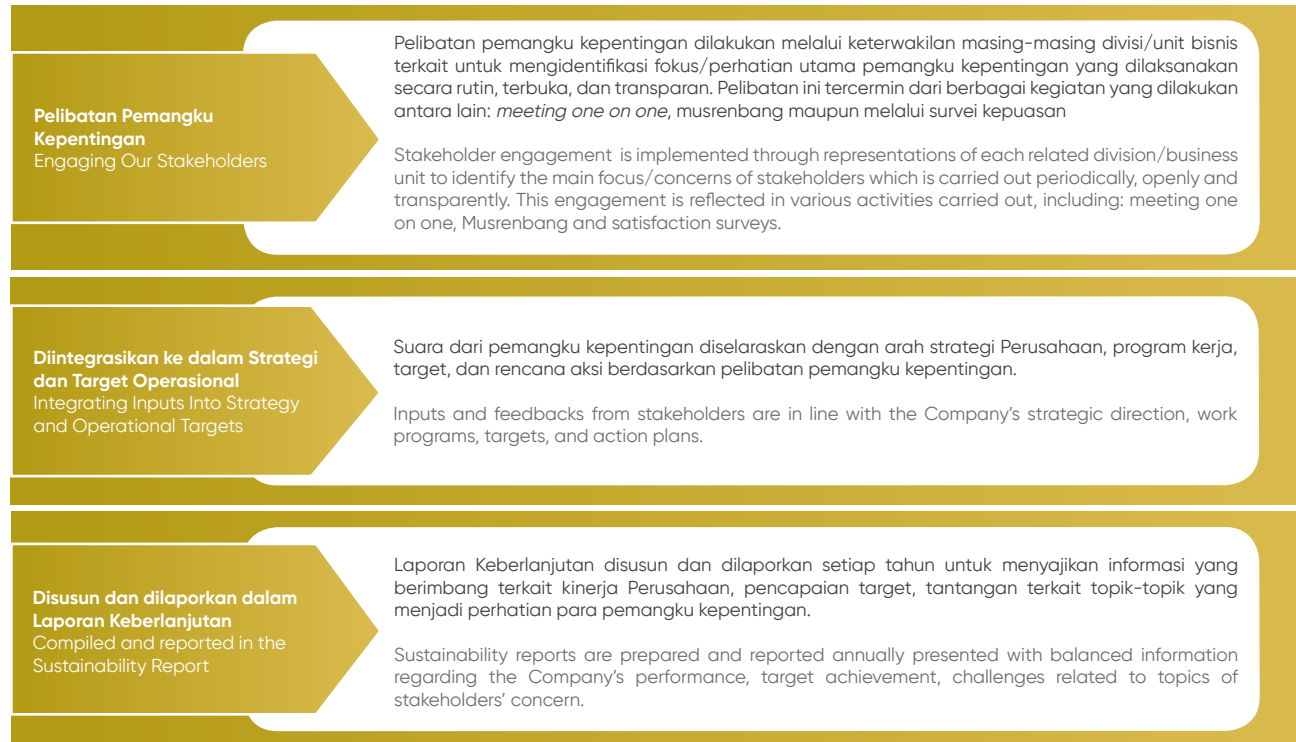 Pelibatan Pemangku
Kepentingan
Engaging Our Stakeholders
Pelibatan pemangku kepentingan dilakukan melalui keterwakilan masing-masing divisi/unit bisnis
terkait untuk mengidentifikasi fokus/perhatian utama pemangku kepentingan yang dilaksanakan
secara rutin, terbuka, dan transparan. Pelibatan ini tercermin dari berbagai kegiatan yang dilakukan
antara lain: meeting one on one, musrenbang maupun melalui survei kepuasan
Stakeholder engagement is implemented through representations of each related division/business
unit to identify the main focus/concerns of stakeholders which is carried out periodically, openly and
transparently. This engagement is reflected in various activities carried out, including: meeting one
on one, Musrenbang and satisfaction surveys.
Diintegrasikan ke dalam Strategi
dan Target Operasional
Integrating Inputs Into Strategy
and Operational Targets
Suara dari pemangku kepentingan diselaraskan dengan arah strategi Perusahaan, program kerja,
target, dan rencana aksi berdasarkan pelibatan pemangku kepentingan.
Inputs and feedbacks from stakeholders are in line with the Company's strategic direction, work
programs, targets, and action plans.
Disusun dan dilaporkan dalam
Laporan Keberlanjutan
Compiled and reported in the
Sustainability Report
Laporan Keberlanjutan disusun dan dilaporkan setiap tahun untuk menyajikan informasi yang
berimbang terkait kinerja Perusahaan, pencapaian target, tantangan terkait topik-topik yang
menjadi perhatian para pemangku kepentingan.
Sustainability reports are prepared and reported annually presented with balanced information
regarding the Company's performance, target achievement, challenges related to topics of
stakeholders' concern.